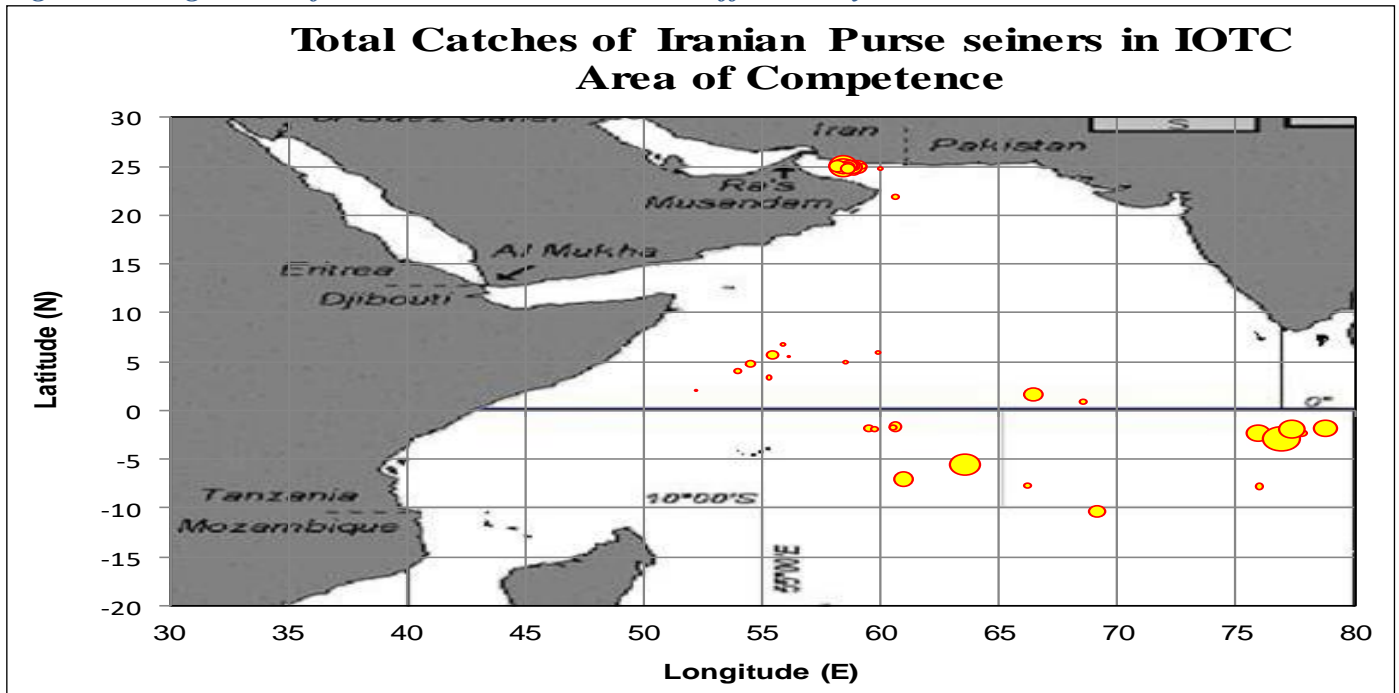 Total Catches of Iranian Purse seiners in IOTC
Area of Competence
30
25
20
15
10
5
0
-5
-10
-15
-20
Latitude (N)
Iran
Pakistan
Ra's
Musandam
Al Mukha
Eritrea
Djibouti
0°
Tanzania
Mozambique
10°00'S
55°00'E
S
30
35
40
45
50
55
60
65
70
75
80
Longitude (E)